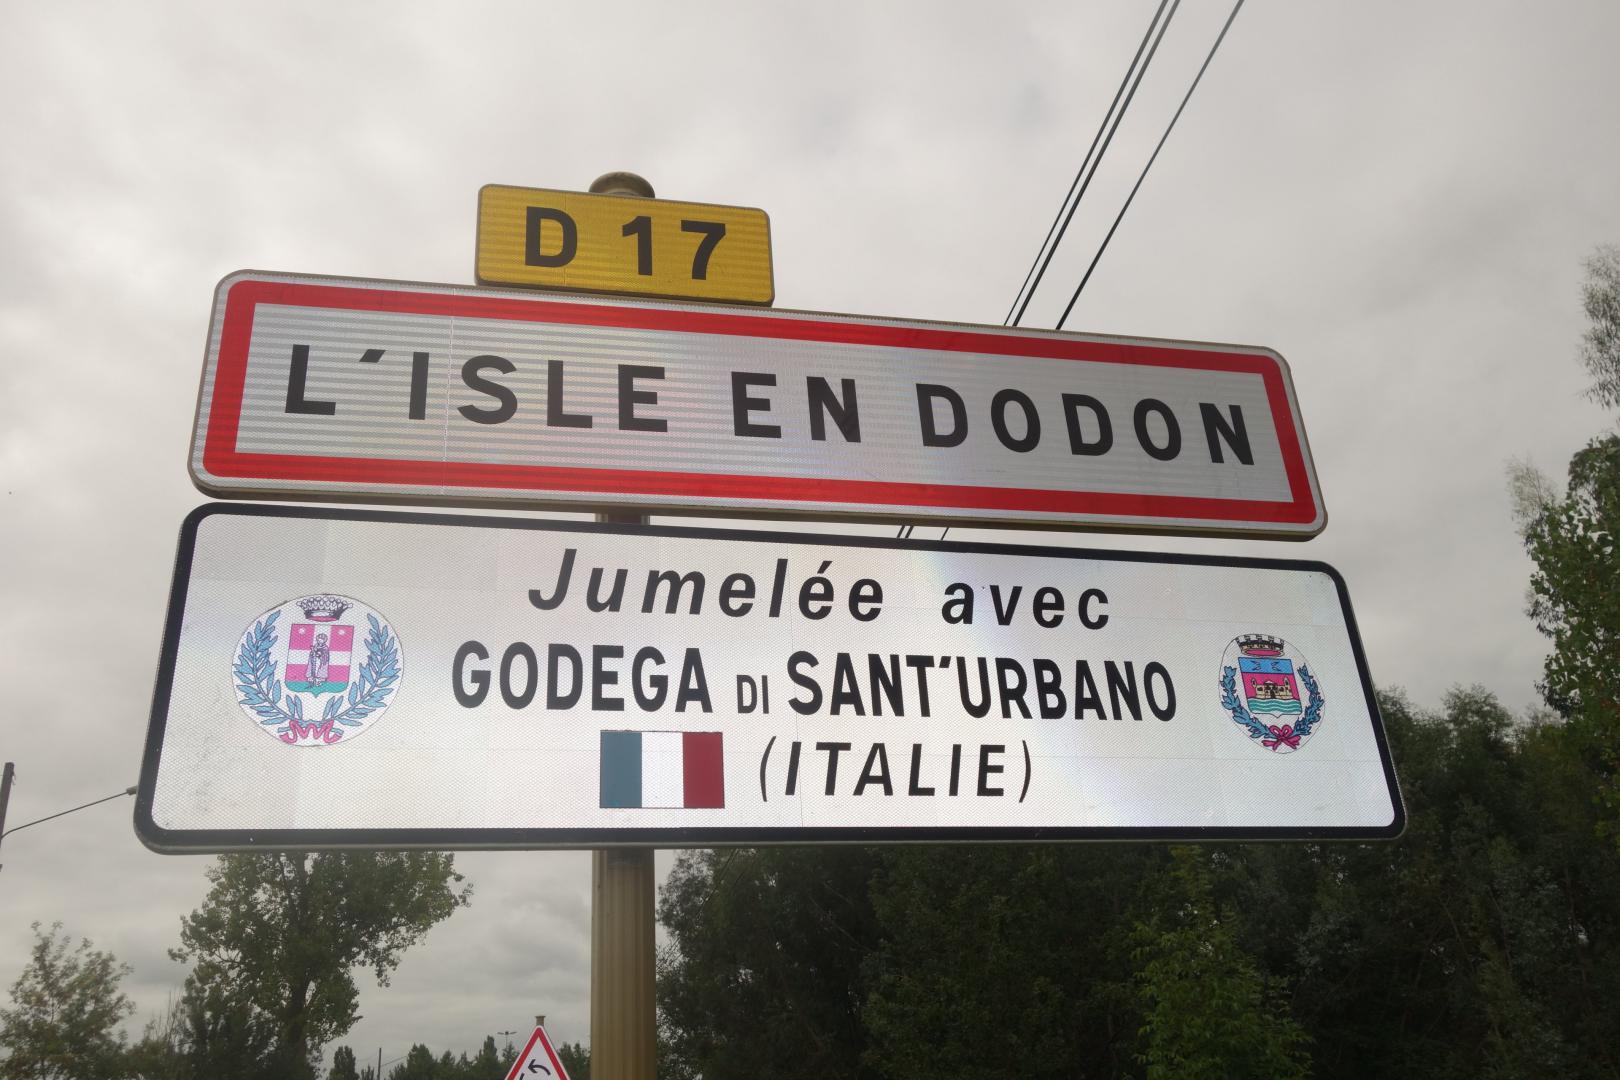 D 17
L'ISLE EN DODON
Jumelée avec
GODEGA DI SANT'URBANO
(ITALIE)